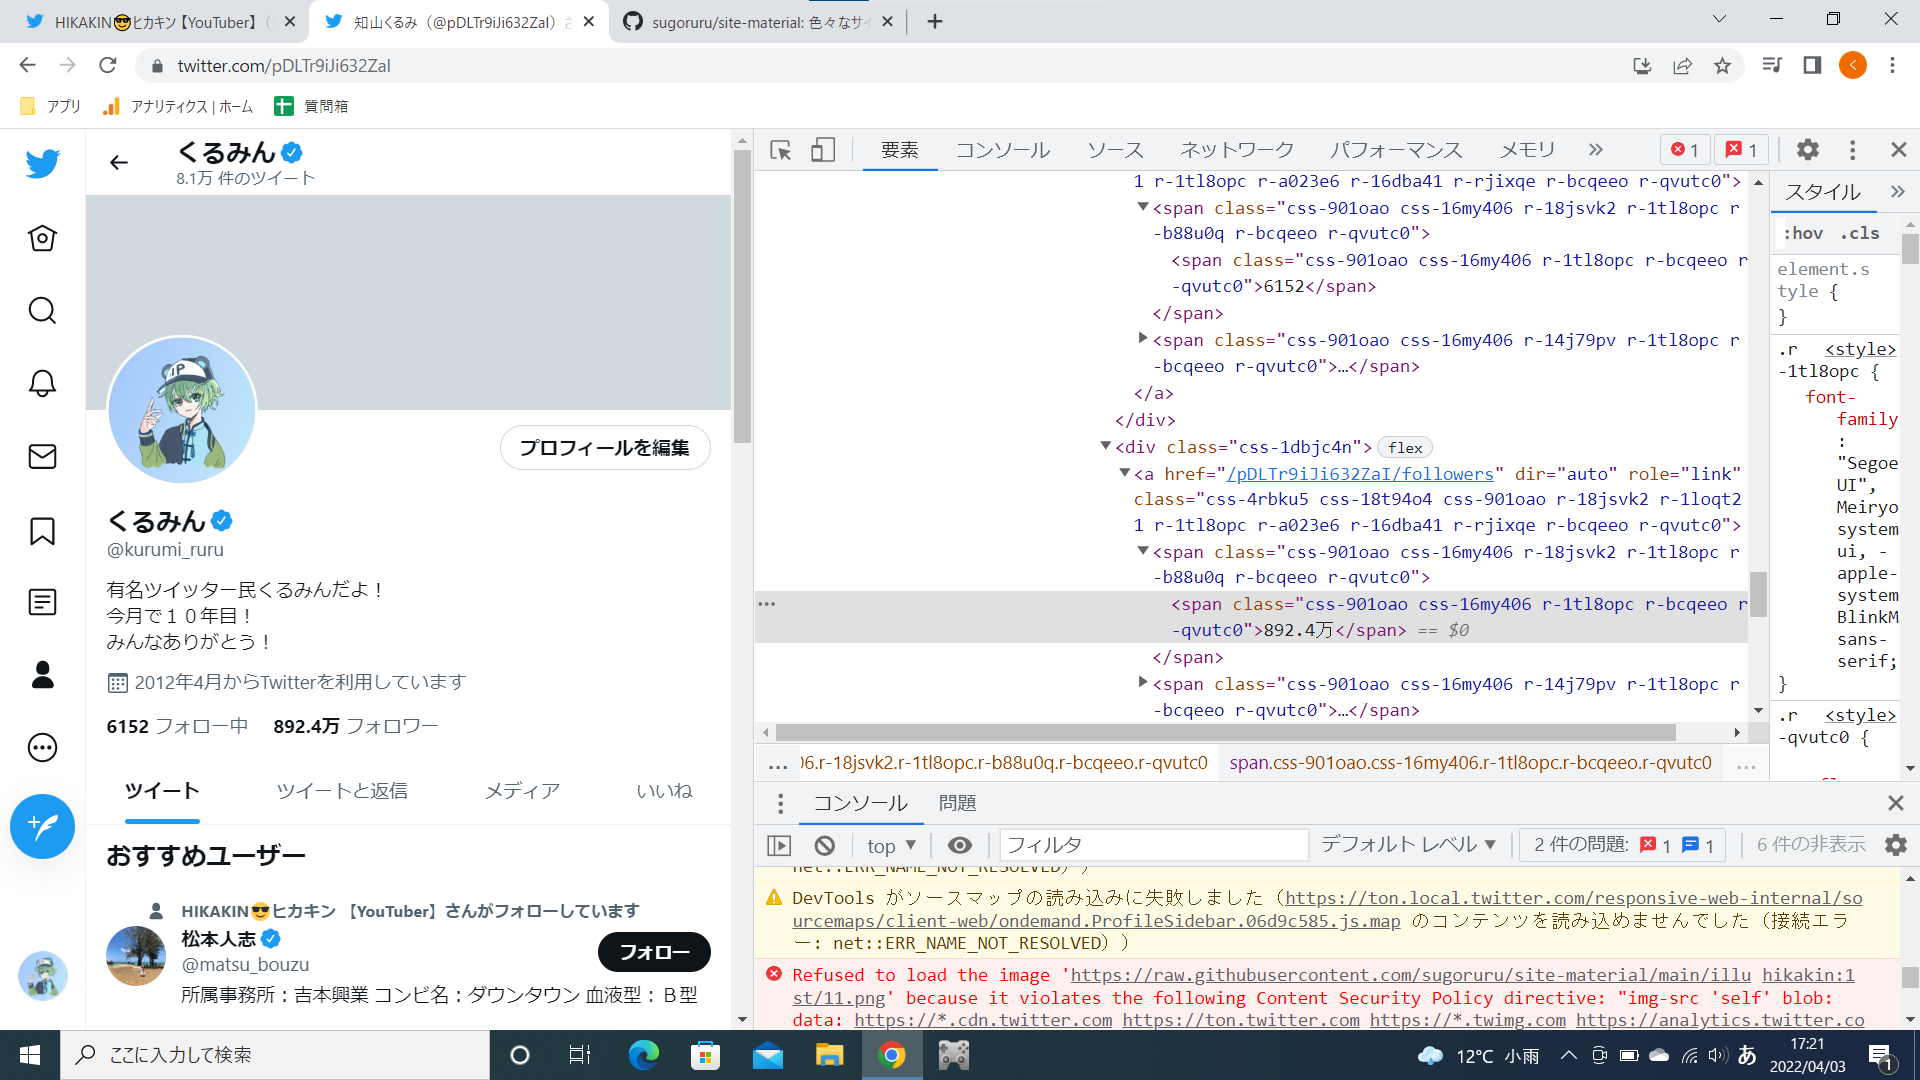 HIKAKIN😎ヒカキン 【YouTuber】 (
知山くるみ（@pDLTr9iJi632ZaI）さ
sugoruru/site-material: 色々なサイ
twitter.com/pDLTr9iJi632ZaI
アプリ
アナリティクス | ホーム
質問箱
くるみん
8.1万 件のツイート
IP
プロフィールを編集
くるみん
@kurumi_ruru
有名ツイッター民くるみんだよ！
今月で１０年目！
みんなありがとう！
2012年4月からTwitterを利用しています
6152 フォロー中 892.4万 フォロワー
ツイート ツイートと返信 メディア いいね
おすすめユーザー
HIKAKIN😎ヒカキン 【YouTuber】さんがフォローしています
松本人志
@matsu_bouzu
フォロー
所属事務所：吉本興業 コンビ名：ダウンタウン 血液型：Ｂ型
要素 コンソール ソース ネットワーク パフォーマンス メモリ » 1 1
1 r-1tl8opc r-a023e6 r-16dba41 r-rjixqe r-bcqeeo r-qvutc0">
<span class="css-901oao css-16my406 r-18jsvk2 r-1tl8opc r
-b88u0q r-bcqeeo r-qvutc0">
<span class="css-901oao css-16my406 r-1tl8opc r-bcqeeo r
-qvutc0">6152</span>
</span>
<span class="css-901oao css-16my406 r-14j79pv r-1tl8opc r-
bcqeeo r-qvutc0">…</span>
</a>
</div>
<div class="css-1dbjc4n"> flex
<a href="/pDLTr9iJi632ZaI/followers" dir="auto" role="link"
class="css-4rbku5 css-18t94o4 css-901oao r-18jsvk2 r-1loqt2
1 r-1tl8opc r-a023e6 r-16dba41 r-rjixqe r-bcqeeo r-qvutc0">
<span class="css-901oao css-16my406 r-18jsvk2 r-1tl8opc r
-b88u0q r-bcqeeo r-qvutc0">
<span class="css-901oao css-16my406 r-1tl8opc r-bcqeeo r
-qvutc0">892.4万</span> == $0
</span>
<span class="css-901oao css-16my406 r-14j79pv r-1tl8opc r
-bcqeeo r-qvutc0">…</span>
... 06.r-18jsvk2.r-1tl8opc.r-b88u0q.r-bcqeeo.r-qvutc0 span.css-901oao.css-16my406.r-1tl8opc.r-bcqeeo.r-qvutc0 ...
スタイル »
:hov .cls
element.s
tyle {
}
.r <style>
-1tl8opc {
font-
family
:
"Segoe
UI",
Meiryo
system
ui, -
apple-
system
BlinkM
sans-
serif;
}
.r <style>
-qvutc0 {
コンソール 問題
top ▼ フィルタ デフォルト レベル ▼ 2 件の問題: 1 1 6 件の非表示
net::ERR_NAME_NOT_RESOLVED））
DevTools がソースマップの読み込みに失敗しました（https://ton.local.twitter.com/responsive-web-internal/so
urcemaps/client-web/ondemand.ProfileSidebar.06d9c585.js.map のコンテンツを読み込めませんでした（接続エラ
ー: net::ERR_NAME_NOT_RESOLVED））
Refused to load the image 'https://raw.githubusercontent.com/sugoruru/site-material/main/illu hikakin:1
st/11.png' because it violates the following Content Security Policy directive: "img-src 'self' blob:
data: https://*.cdn.twitter.com https://ton.twitter.com https://*.twimg.com https://analytics.twitter.co
ここに入力して検索
12°C 小雨
あ
17:21
2022/04/03
1